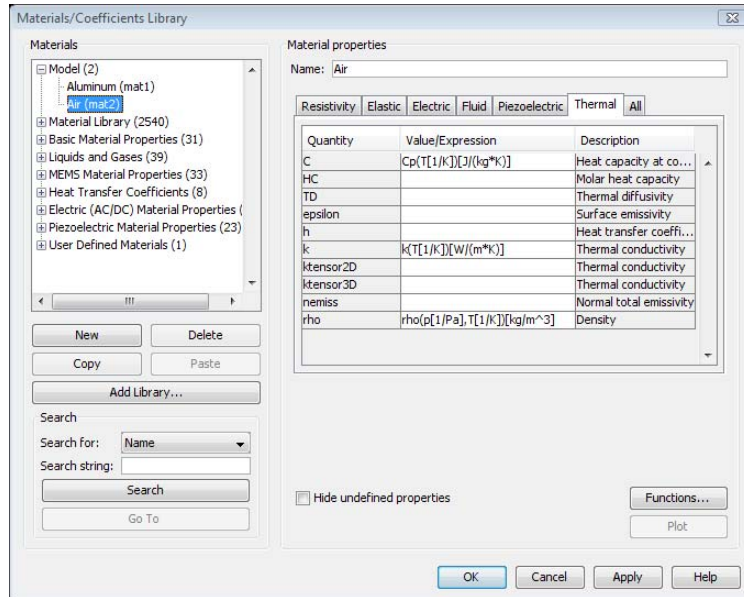 Materials/Coefficients Library
Materials
Model (2)
Aluminum (mat1)
Air (mat2)
Material Library (2540)
Basic Material Properties (31)
Liquids and Gases (39)
MEMS Material Properties (33)
Heat Transfer Coefficients (8)
Electric (AC/DC) Material Properties (
Piezoelectric Material Properties (23)
User Defined Materials (1)
New Delete
Copy Paste
Add Library...
Search
Search for: Name
Search string:
Search
Go To
Material properties
Name: Air
Resistivity Elastic Electric Fluid Piezoelectric Thermal All
Quantity Value/Expression Description
C Cp(T[1/K])[J/(kg*K)] Heat capacity at co...
HC Molar heat capacity
TD Thermal diffusivity
epsilon Surface emissivity
h Heat transfer coeffi...
k k(T[1/K])[W/(m*K)] Thermal conductivity
ktensor2D Thermal conductivity
ktensor3D Thermal conductivity
nemiss Normal total emissivity
rho rho(p[1/Pa],T[1/K])[kg/m^3] Density
Hide undefined properties
Functions...
Plot
OK Cancel Apply Help